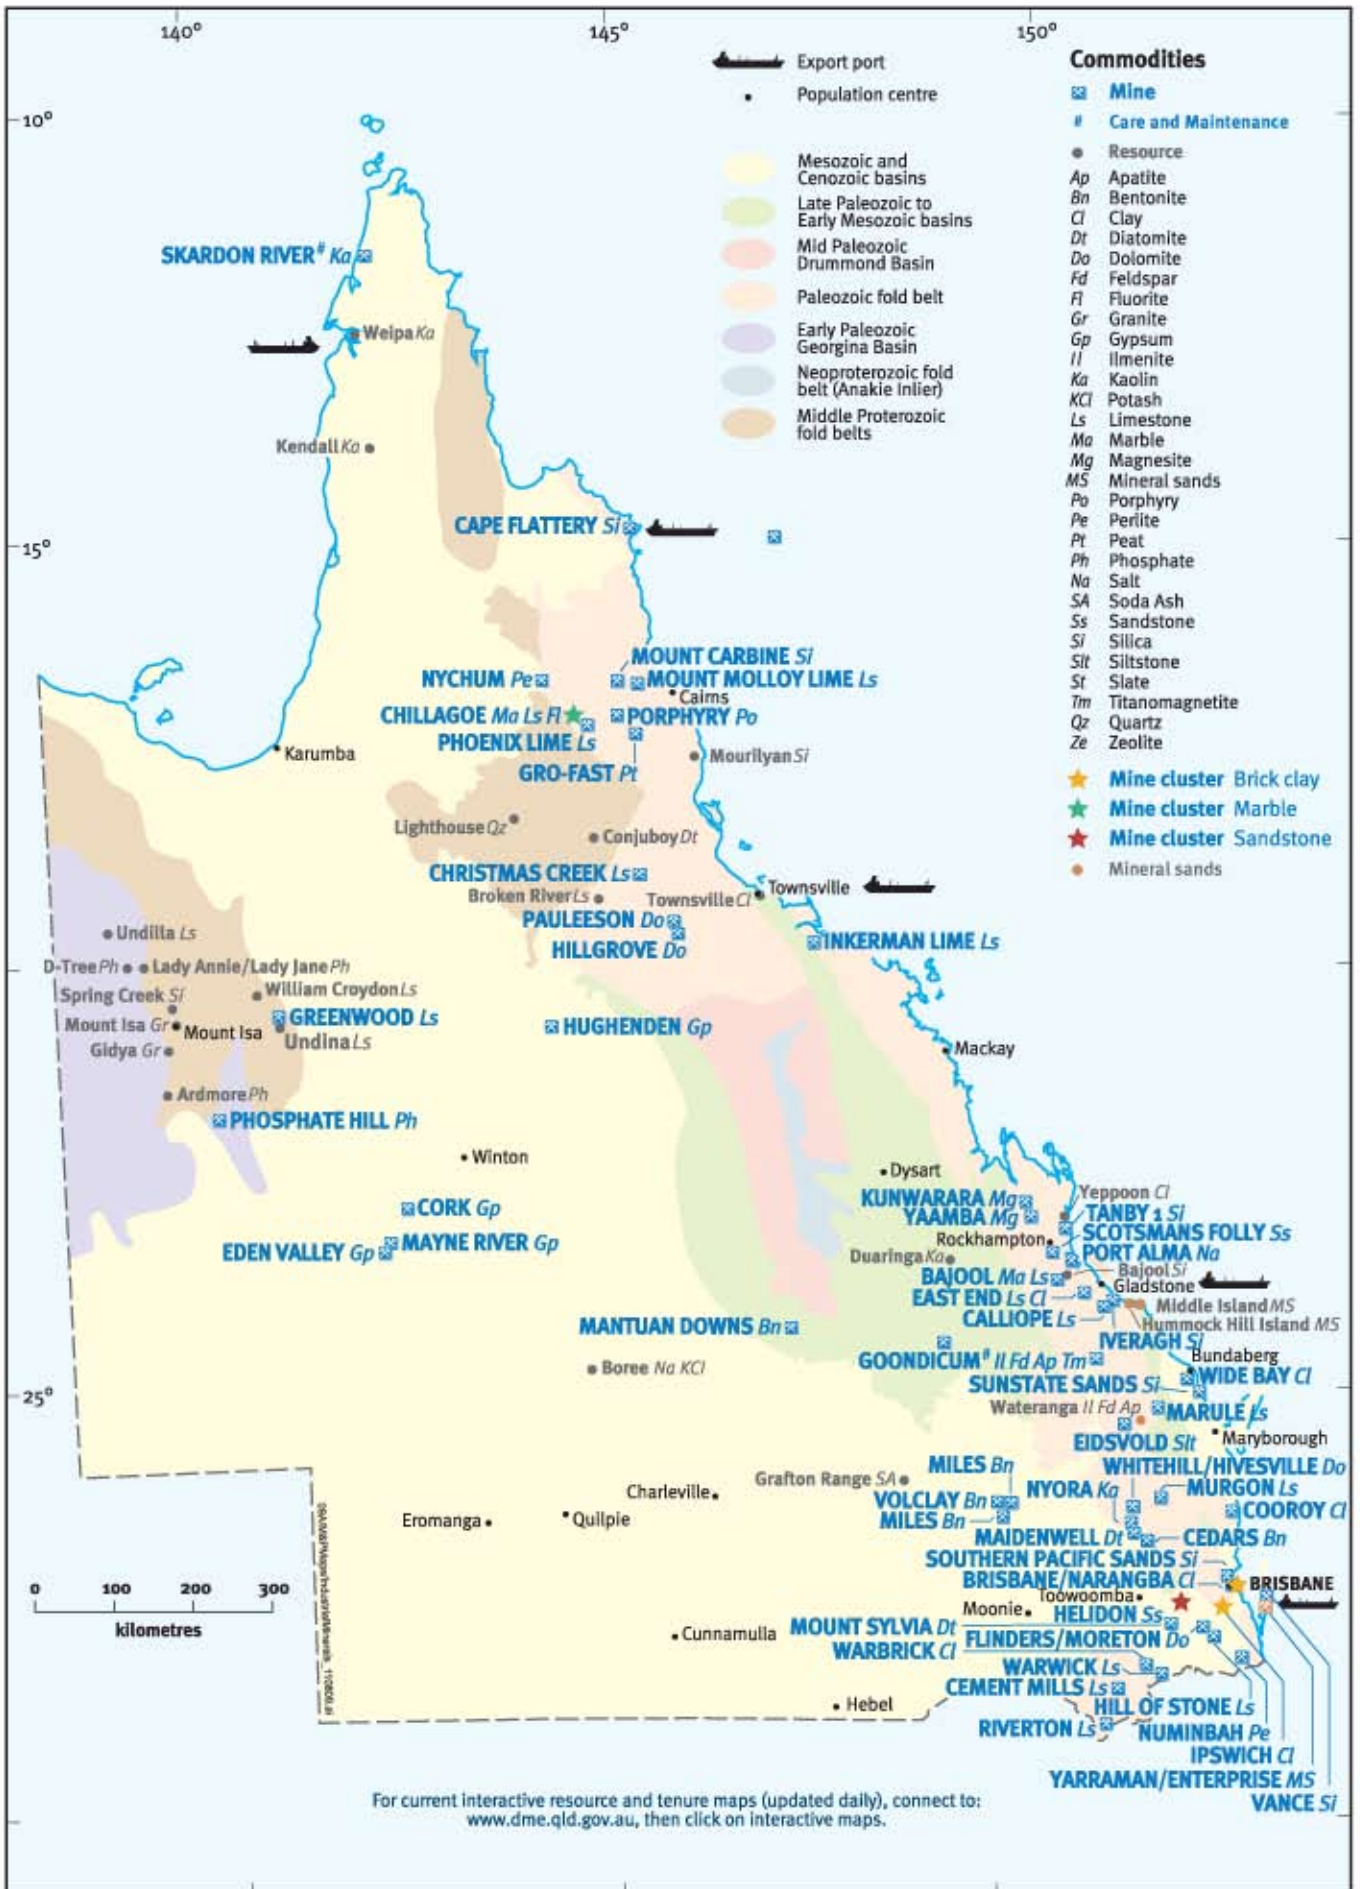 140°
145°
150°
10°
15°
25°
Export port
Population centre
Mesozoic and
Cenozoic basins
Late Paleozoic to
Early Mesozoic basins
Mid Paleozoic
Drummond Basin
Paleozoic fold belt
Early Paleozoic
Georgina Basin
Neoproterozoic fold
belt (Anakie Inlier)
Middle Proterozoic
fold belts
Commodities
Mine
# Care and Maintenance
Resource
Ap Apatite
Bn Bentonite
Cl Clay
Dt Diatomite
Do Dolomite
Fd Feldspar
Fl Fluorite
Gr Granite
Gp Gypsum
Il Ilmenite
Ka Kaolin
KCl Potash
Ls Limestone
Ma Marble
Mg Magnesite
MS Mineral sands
Po Porphyry
Pe Perlite
Pt Peat
Ph Phosphate
Na Salt
SA Soda Ash
Ss Sandstone
Si Silica
Slt Siltstone
St Slate
Tm Titanomagnetite
Qz Quartz
Ze Zeolite
Mine cluster Brick clay
Mine cluster Marble
Mine cluster Sandstone
Mineral sands
SKARDON RIVER# Ka
Weipa Ka
Kendall Ka
CAPE FLATTERY Si
MOUNT CARBINE Si
NYCHUM Pe
MOUNT MOLLOY LIME Ls
Cairns
CHILLAGOE Ma Ls Fl
PORPHYRY Po
PHOENIX LIME Ls
Karumba
Mourilyan Si
GRO-FAST Pt
Lighthouse Qz
Conjuboy Dt
CHRISTMAS CREEK Ls
Broken River Ls
Townsville Cl
Townsville
PAULEESON Do
HILLGROVE Do
INKERMAN LIME Ls
Undilla Ls
D-Tree Ph
Lady Annie/Lady Jane Ph
Spring Creek Si
William Croydon Ls
GREENWOOD Ls
Mount Isa Gr
Mount Isa
Undina Ls
Gidya Gr
HUGHENDEN Gp
Mackay
Ardmore Ph
PHOSPHATE HILL Ph
Winton
Dysart
CORK Gp
MAYNE RIVER Gp
EDEN VALLEY Gp
KUNWARARA Mg
Yeppoon Cl
YAAMBA Mg
TANBY 1 Si
Rockhampton
SCOTSMANS FOLLY Ss
Duaringa Ka
PORT ALMA Na
BAJOOL Ma Ls
Bajool Si
Gladstone
EAST END Ls Cl
Middle Island MS
CALLIOPE Ls
Hummock Hill Island MS
MANTUAN DOWNS Bn
IVERAGH Si
Bundaberg
GOONDICUM# Il Fd Ap Tm
Boree Na KCl
WIDE BAY Cl
SUNSTATE SANDS Si
Wateranga Il Fd Ap
MARULE Ls
EIDSVOLD Slt
Maryborough
MILES Bn
WHITEHILL/HIVESVILLE Do
Grafton Range SA
NYORA Ka
MURGON Ls
Charleville
VOLCLAY Bn
COOROY Cl
Eromanga
Quilpie
MILES Bn
MAIDENWELL Dt
CEDARS Bn
SOUTHERN PACIFIC SANDS Si
BRISBANE/NARANGBA Cl
BRISBANE
Toowoomba
Moonie
HELIDON Ss
MOUNT SYLVIA Dt
Cunnamulla
FLINDERS/MORETON Do
WARBRICK Cl
WARWICK Ls
CEMENT MILLS Ls
Hebel
HILL OF STONE Ls
RIVERTON Ls
NUMINBAH Pe
IPSWICH Cl
YARRAMAN/ENTERPRISE MS
VANCE Si
0 100 200 300
kilometres
For current interactive resource and tenure maps (updated daily), connect to:
www.dme.qld.gov.au, then click on interactive maps.